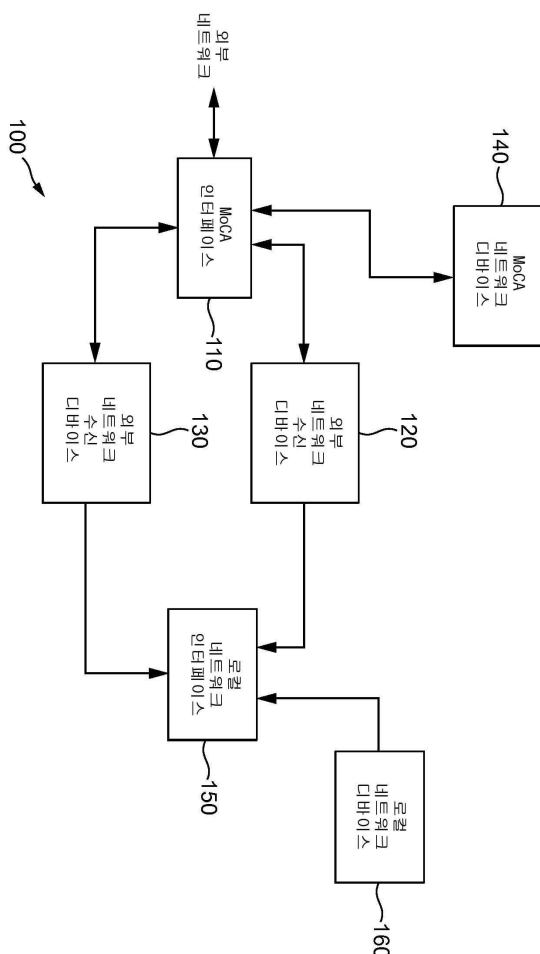 100
외부
네트워크
MoCA
인터페이스
110
140
MoCA
네트워크
디바이스
외부
네트워크
수신
디바이스
120
외부
네트워크
수신
디바이스
130
로컬
네트워크
인터페이스
150
로컬
네트워크
디바이스
160